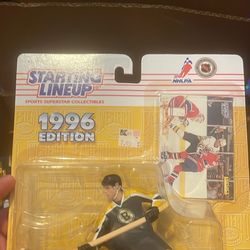 STARTING
LINEUP
SPORTS SUPERSTAR COLLECTIBLES
NHLPA
1996
EDITION